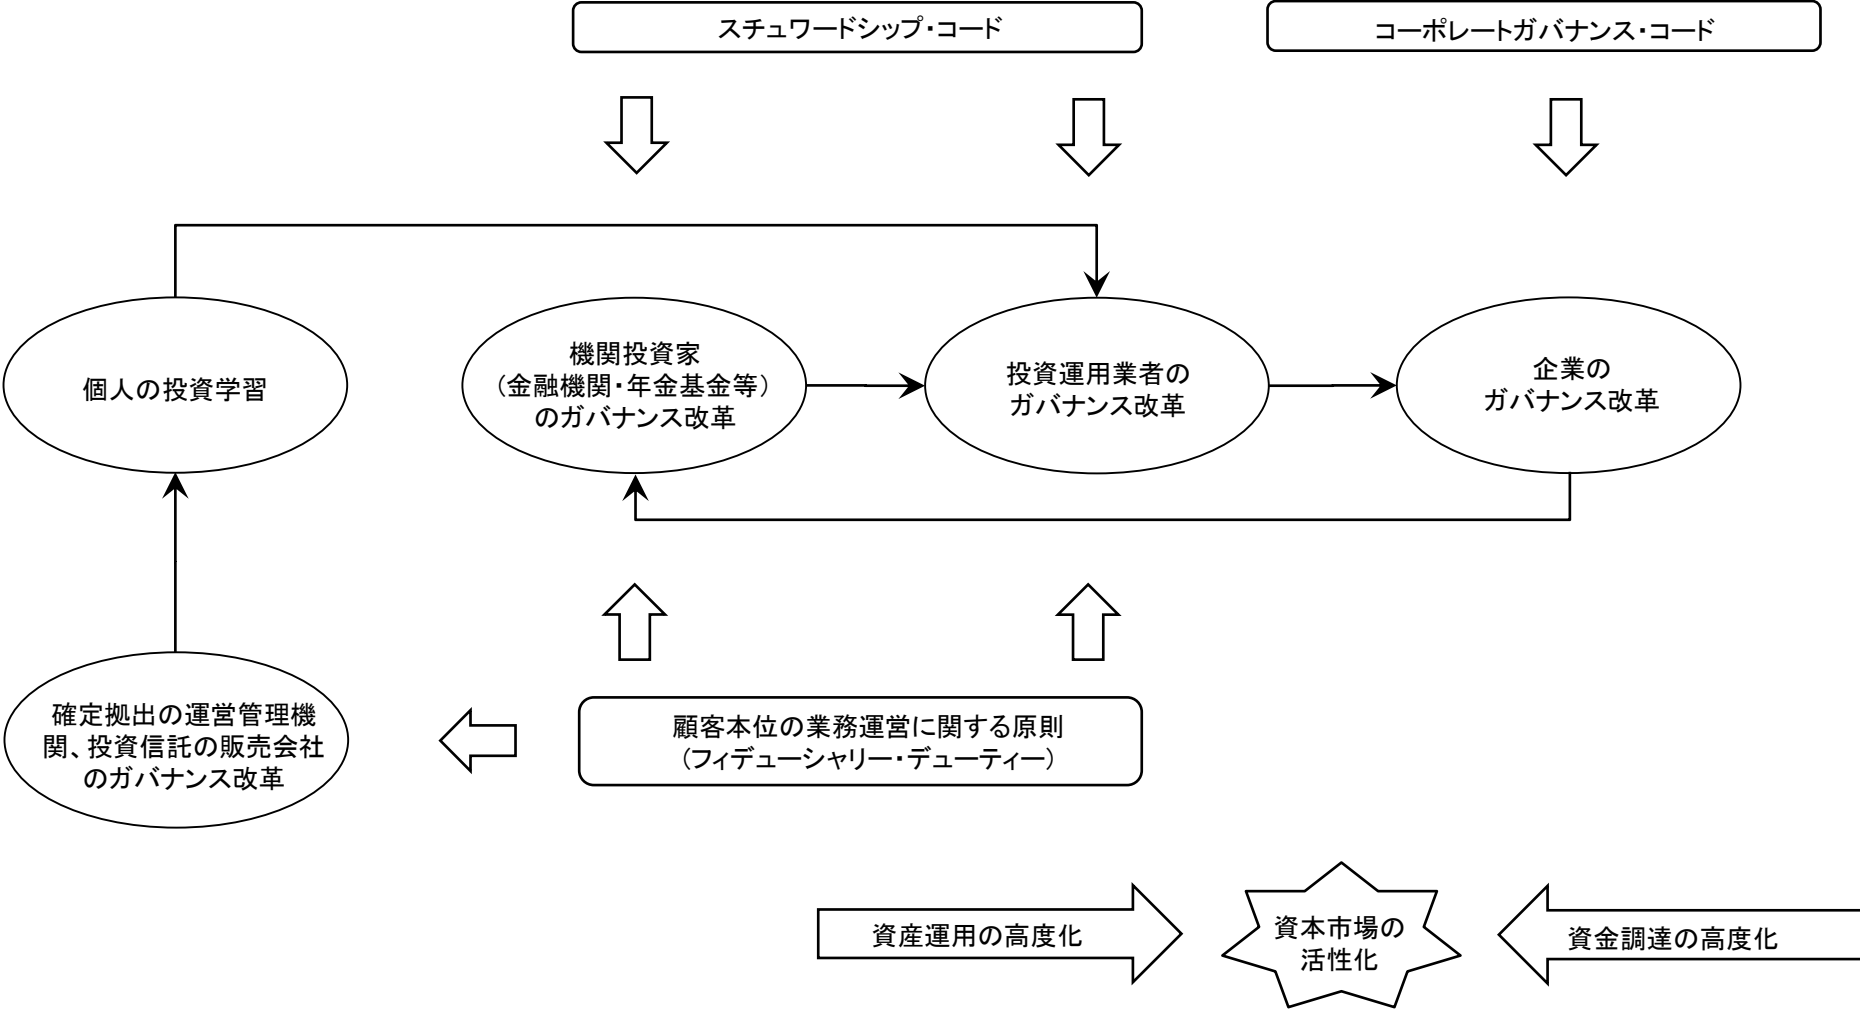 スチュワードシップ・コード
コーポレートガバナンス・コード
個人の投資学習
機関投資家
(金融機関・年金基金等)
のガバナンス改革
投資運用業者の
ガバナンス改革
企業の
ガバナンス改革
確定拠出の運営管理機
関、投資信託の販売会社
のガバナンス改革
顧客本位の業務運営に関する原則
(フィデューシャリー・デューティー)
資産運用の高度化
資本市場の
活性化
資金調達の高度化